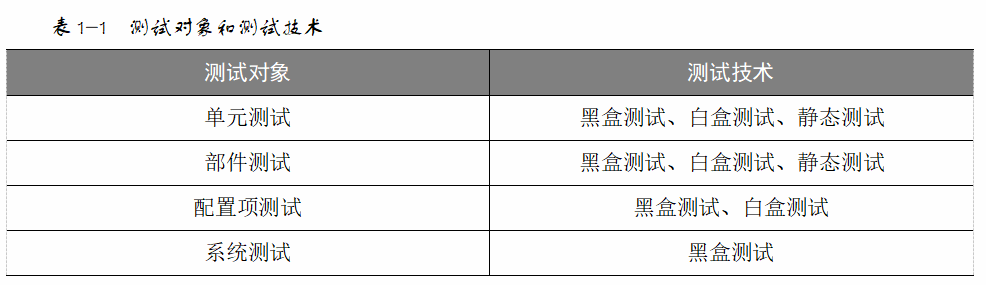 表 1-1 测试对象和测试技术
测试对象 测试技术
单元测试 黑盒测试、白盒测试、静态测试
部件测试 黑盒测试、白盒测试、静态测试
配置项测试 黑盒测试、白盒测试
系统测试 黑盒测试